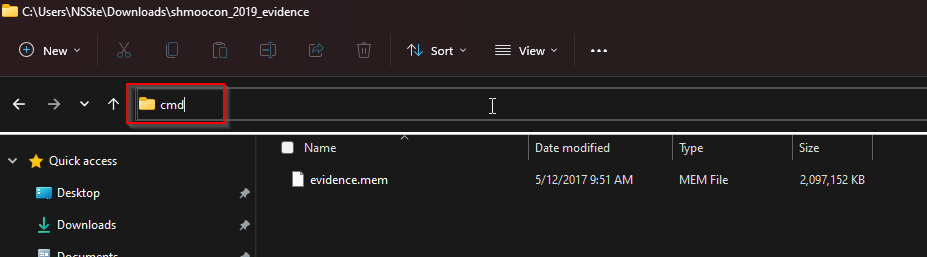 C:\Users\NSSte\Downloads\shmoocon_2019_evidence
New Sort View
cmd
Quick access Name Date modified Type Size
Desktop evidence.mem 5/12/2017 9:51 AM MEM File 2,097,152 KB
Downloads
Documents